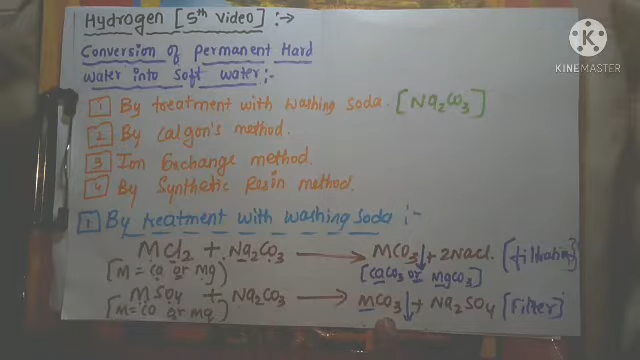 Hydrogen [5th video] :→
Conversion of permanent Hard
water into soft water:-
1 By treatment with washing soda. [Na2CO3]
2 By calgon's method.
3 Ion Exchange method.
4 By Synthetic Resin method.
1 By treatment with washing Soda :-
MCl2 + Na2CO3 → MCO3↓ + 2NaCl. [filtration]
[M = Ca or Mg) [CaCO3 or MgCO3]
MSO4 + Na2CO3 → MCO3↓ + Na2SO4 [Filter]
[M = Ca or Mg)
K
KINEMASTER